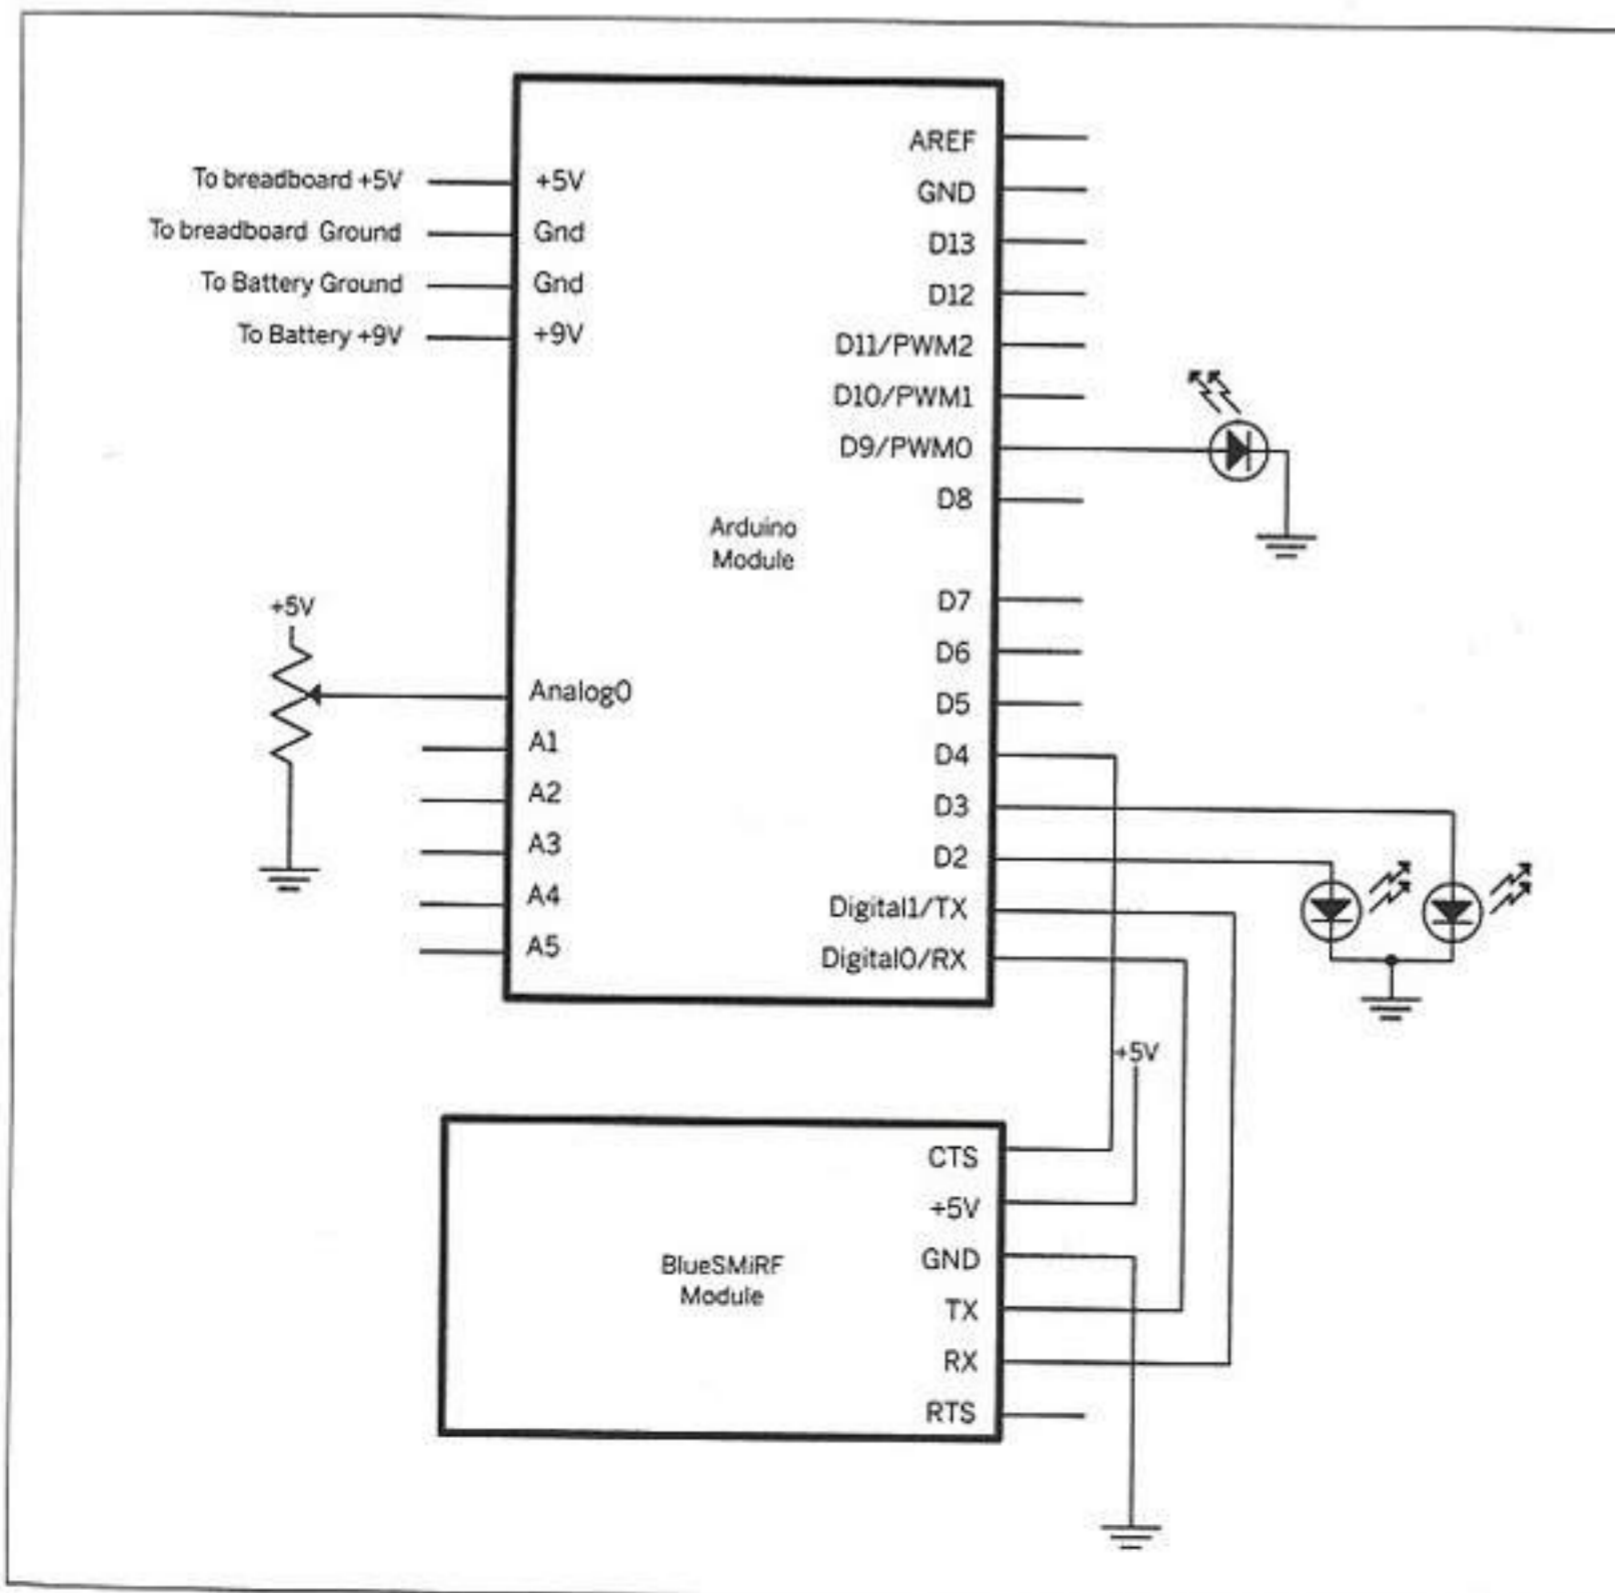 To breadboard +5V
To breadboard Ground
To Battery Ground
To Battery +9V
+5V
Gnd
Gnd
+9V
AREF
GND
D13
D12
D11/PWM2
D10/PWM1
D9/PWM0
D8
Arduino
Module
+5V
Analog0
A1
A2
A3
A4
A5
D7
D6
D5
D4
D3
D2
Digital1/TX
Digital0/RX
+5V
BlueSMiRF
Module
CTS
+5V
GND
TX
RX
RTS